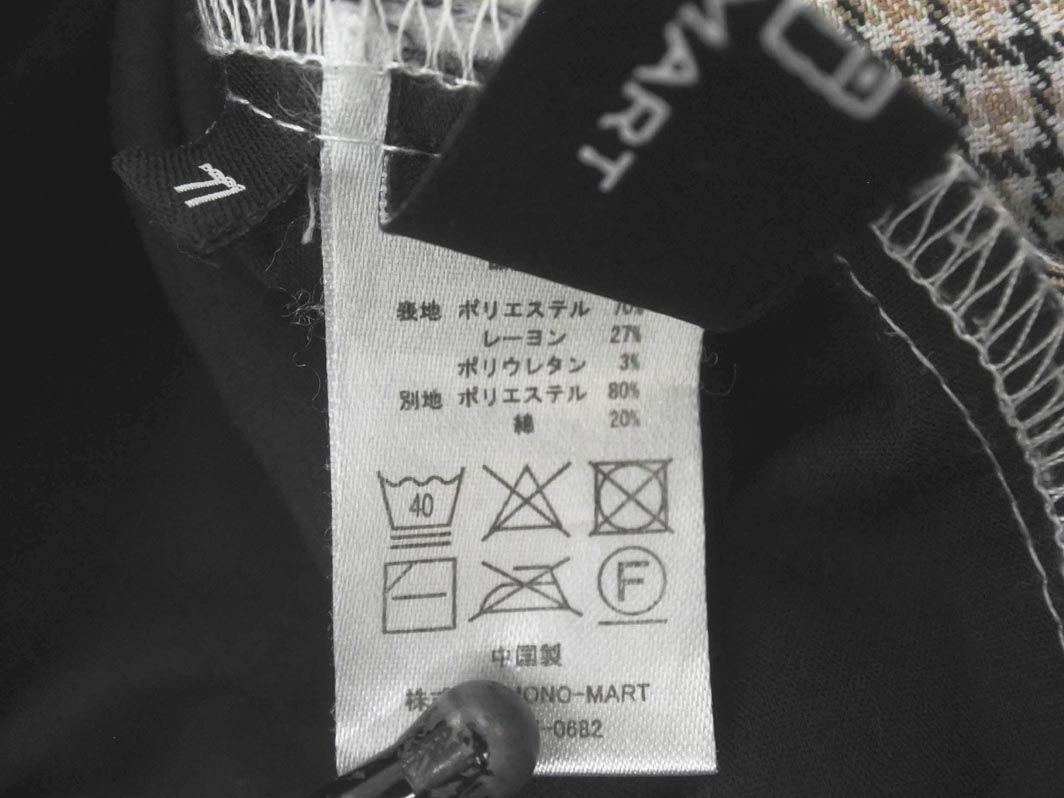 MART
表地 ポリエステル 70%
レーヨン 27%
ポリウレタン 3%
別地 ポリエステル 80%
綿 20%
40
F
中国製
株 MONO-MART
-0682